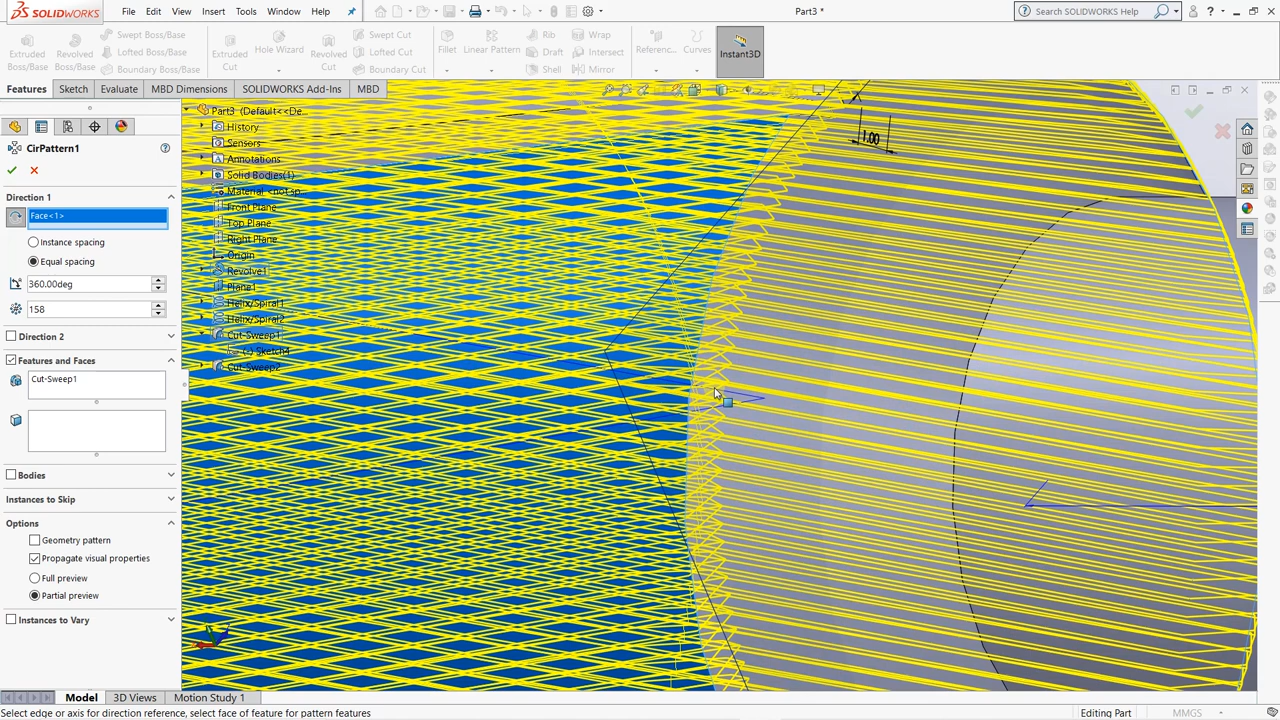 SOLIDWORKS
File Edit View Insert Tools Window Help
Part3 *
Search SOLIDWORKS Help
Extruded Boss/Base
Revolved Boss/Base
Swept Boss/Base
Lofted Boss/Base
Boundary Boss/Base
Extruded Cut
Hole Wizard
Revolved Cut
Swept Cut
Lofted Cut
Boundary Cut
Fillet
Linear Pattern
Rib
Draft
Shell
Wrap
Intersect
Mirror
Referenc...
Curves
Instant3D
Features Sketch Evaluate MBD Dimensions SOLIDWORKS Add-Ins MBD
CirPattern1
Direction 1
Face<1>
Instance spacing
Equal spacing
360.00deg
158
Direction 2
Features and Faces
Cut-Sweep1
Bodies
Instances to Skip
Options
Geometry pattern
Propagate visual properties
Full preview
Partial preview
Instances to Vary
Part3 (Default<<De...
History
Sensors
Annotations
Solid Bodies(1)
Material <not sp...
Front Plane
Top Plane
Right Plane
Origin
Revolve1
Plane1
Helix/Spiral1
Helix/Spiral2
Cut-Sweep1
(-) Sketch4
Cut-Sweep2
1.00
Model 3D Views Motion Study 1
Select edge or axis for direction reference, select face of feature for pattern features
Editing Part
MMGS